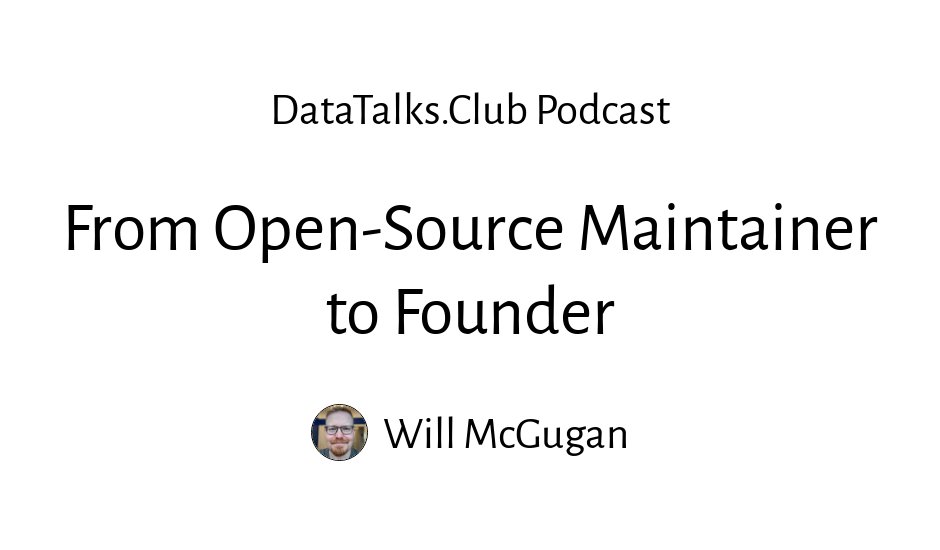 DataTalks.Club Podcast
From Open-Source Maintainer
to Founder
Will McGugan